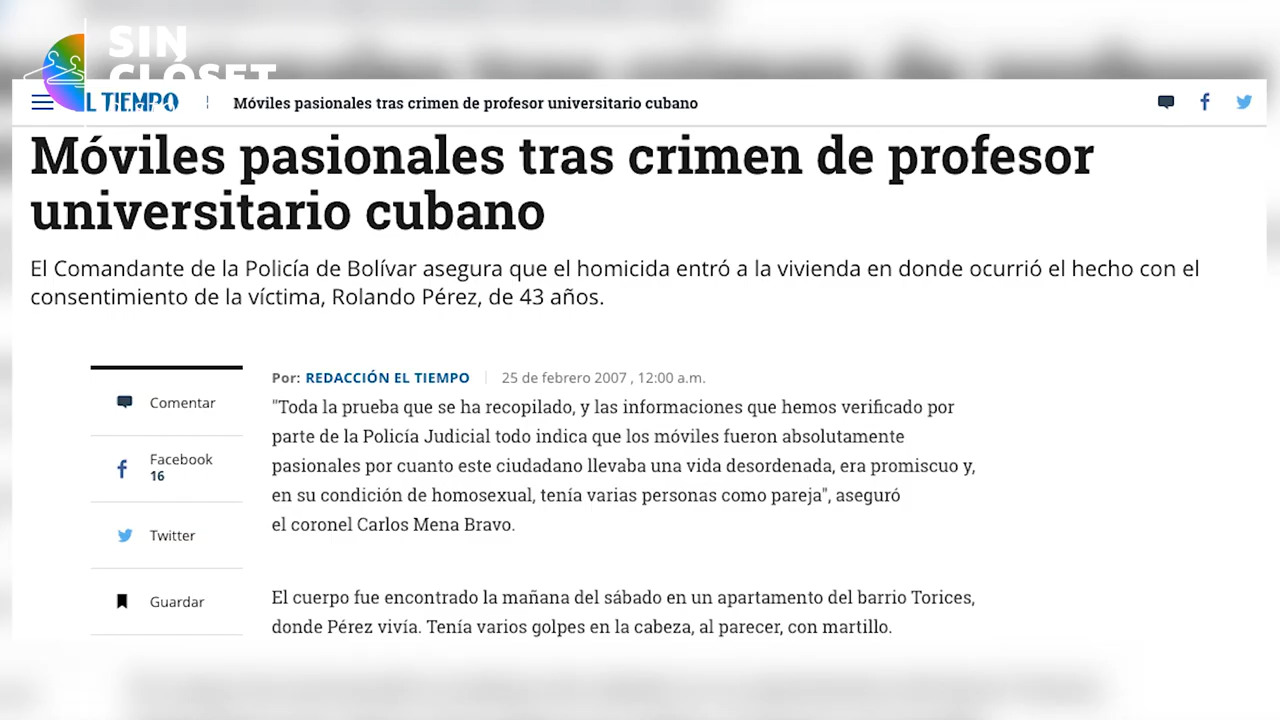 SIN
CLÓSET
L TIEMPO
Móviles pasionales tras crimen de profesor universitario cubano
Móviles pasionales tras crimen de profesor
universitario cubano
El Comandante de la Policía de Bolívar asegura que el homicida entró a la vivienda en donde ocurrió el hecho con el
consentimiento de la víctima, Rolando Pérez, de 43 años.
Por: REDACCIÓN EL TIEMPO
25 de febrero 2007 , 12:00 a.m.
Comentar
Facebook
16
Twitter
Guardar
"Toda la prueba que se ha recopilado, y las informaciones que hemos verificado por
parte de la Policía Judicial todo indica que los móviles fueron absolutamente
pasionales por cuanto este ciudadano llevaba una vida desordenada, era promiscuo y,
en su condición de homosexual, tenía varias personas como pareja", aseguró
el coronel Carlos Mena Bravo.
El cuerpo fue encontrado la mañana del sábado en un apartamento del barrio Torices,
donde Pérez vivía. Tenía varios golpes en la cabeza, al parecer, con martillo.